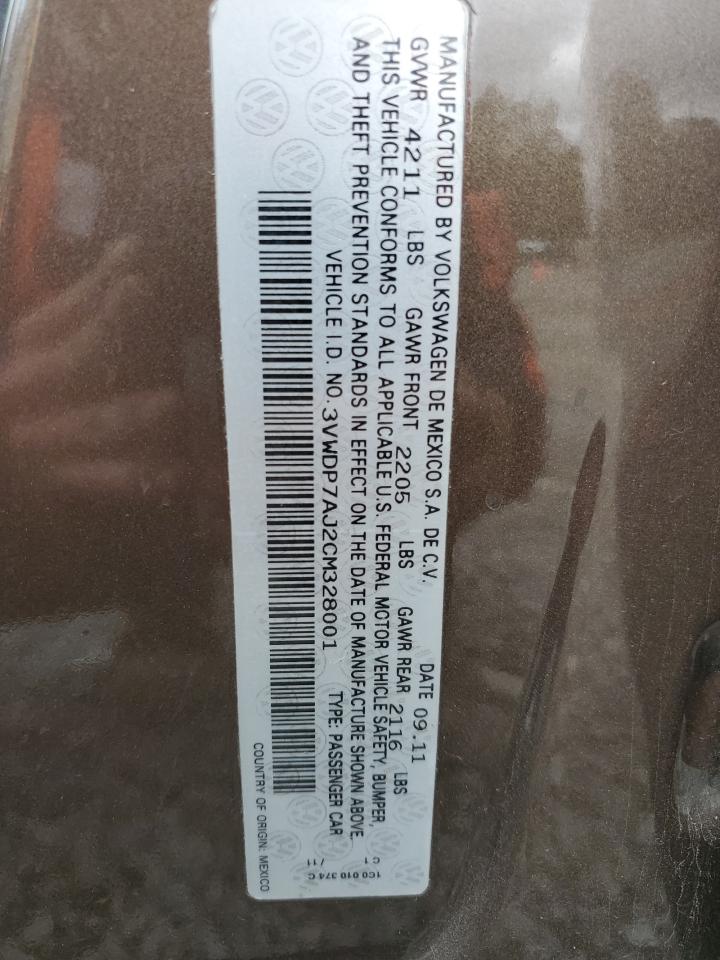 MANUFACTURED BY VOLKSWAGEN DE MEXICO S.A. DE C.V. DATE 09.11
GVWR 4211 LBS GAWR FRONT 2205 LBS GAWR REAR 2116 LBS
THIS VEHICLE CONFORMS TO ALL APPLICABLE U.S. FEDERAL MOTOR VEHICLE SAFETY, BUMPER,
AND THEFT PREVENTION STANDARDS IN EFFECT ON THE DATE OF MANUFACTURE SHOWN ABOVE.
VEHICLE I.D. NO. 3VWDP7AJ2CM328001 TYPE: PASSENGER CAR
COUNTRY OF ORIGIN: MEXICO